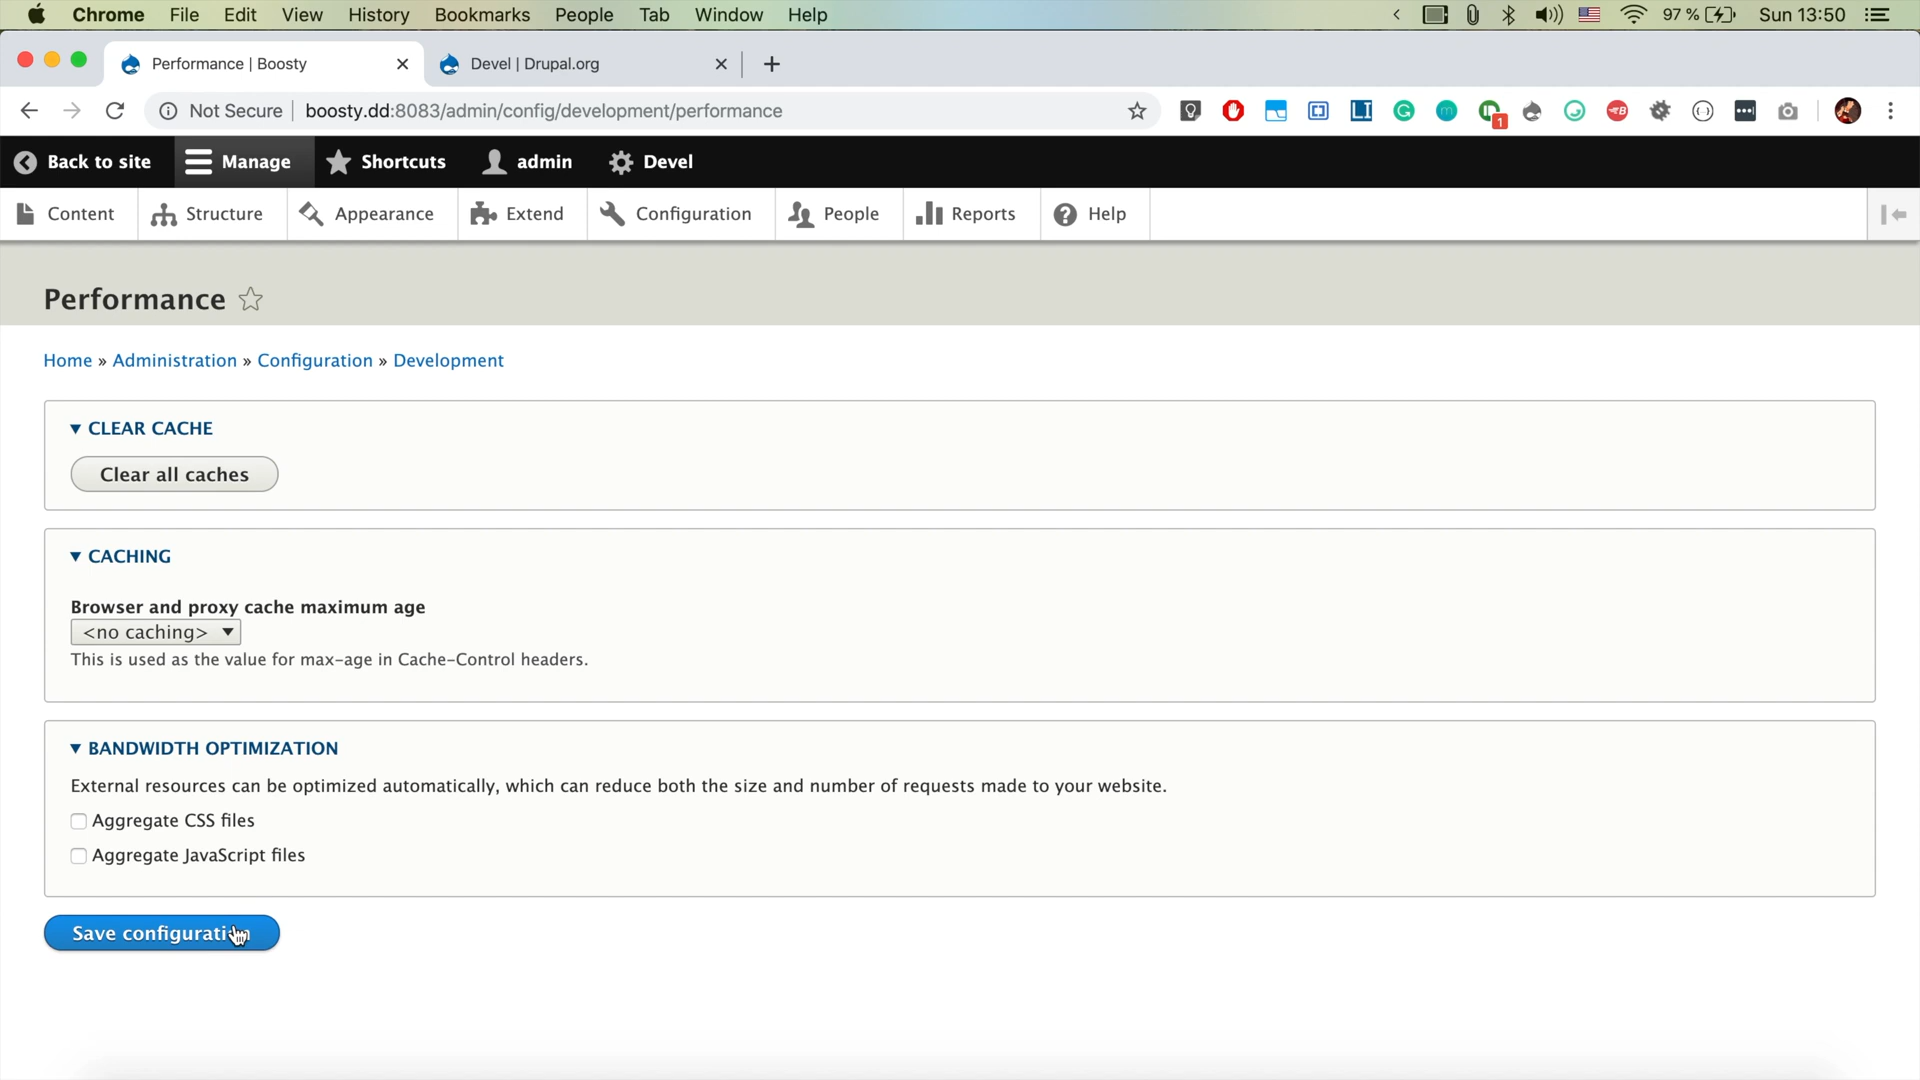 Chrome File Edit View History Bookmarks People Tab Window Help 97 % Sun 13:50
Performance | Boosty Devel | Drupal.org
Not Secure boosty.dd:8083/admin/config/development/performance 1
Back to site Manage Shortcuts admin Devel
Content Structure Appearance Extend Configuration People Reports Help
Performance
Home » Administration » Configuration » Development
CLEAR CACHE
Clear all caches
CACHING
Browser and proxy cache maximum age
<no caching>
This is used as the value for max-age in Cache-Control headers.
BANDWIDTH OPTIMIZATION
External resources can be optimized automatically, which can reduce both the size and number of requests made to your website.
Aggregate CSS files
Aggregate JavaScript files
Save configuration